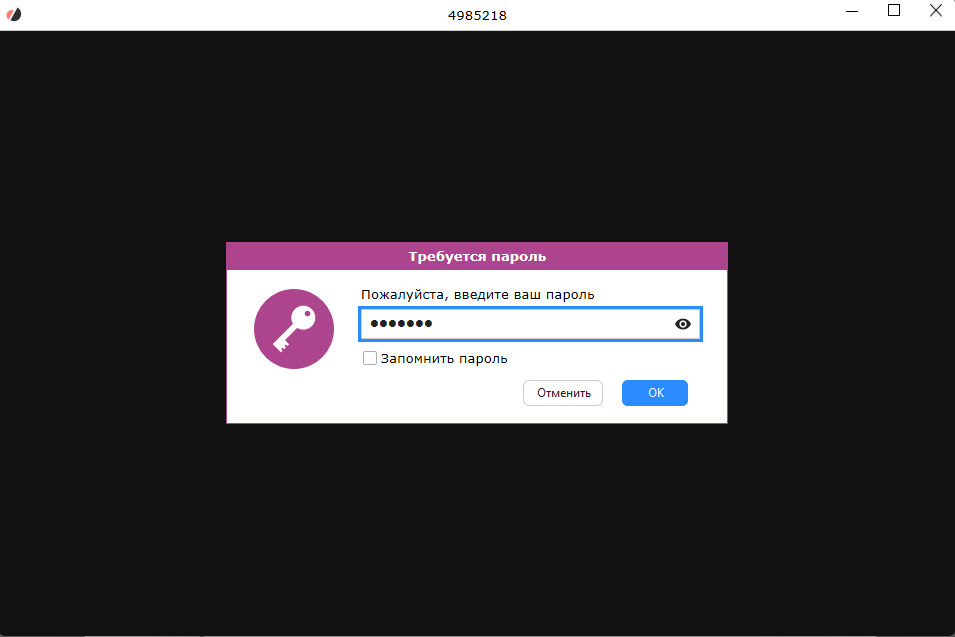 4985218
Требуется пароль
Пожалуйста, введите ваш пароль
•••••••
Запомнить пароль
Отменить
OK